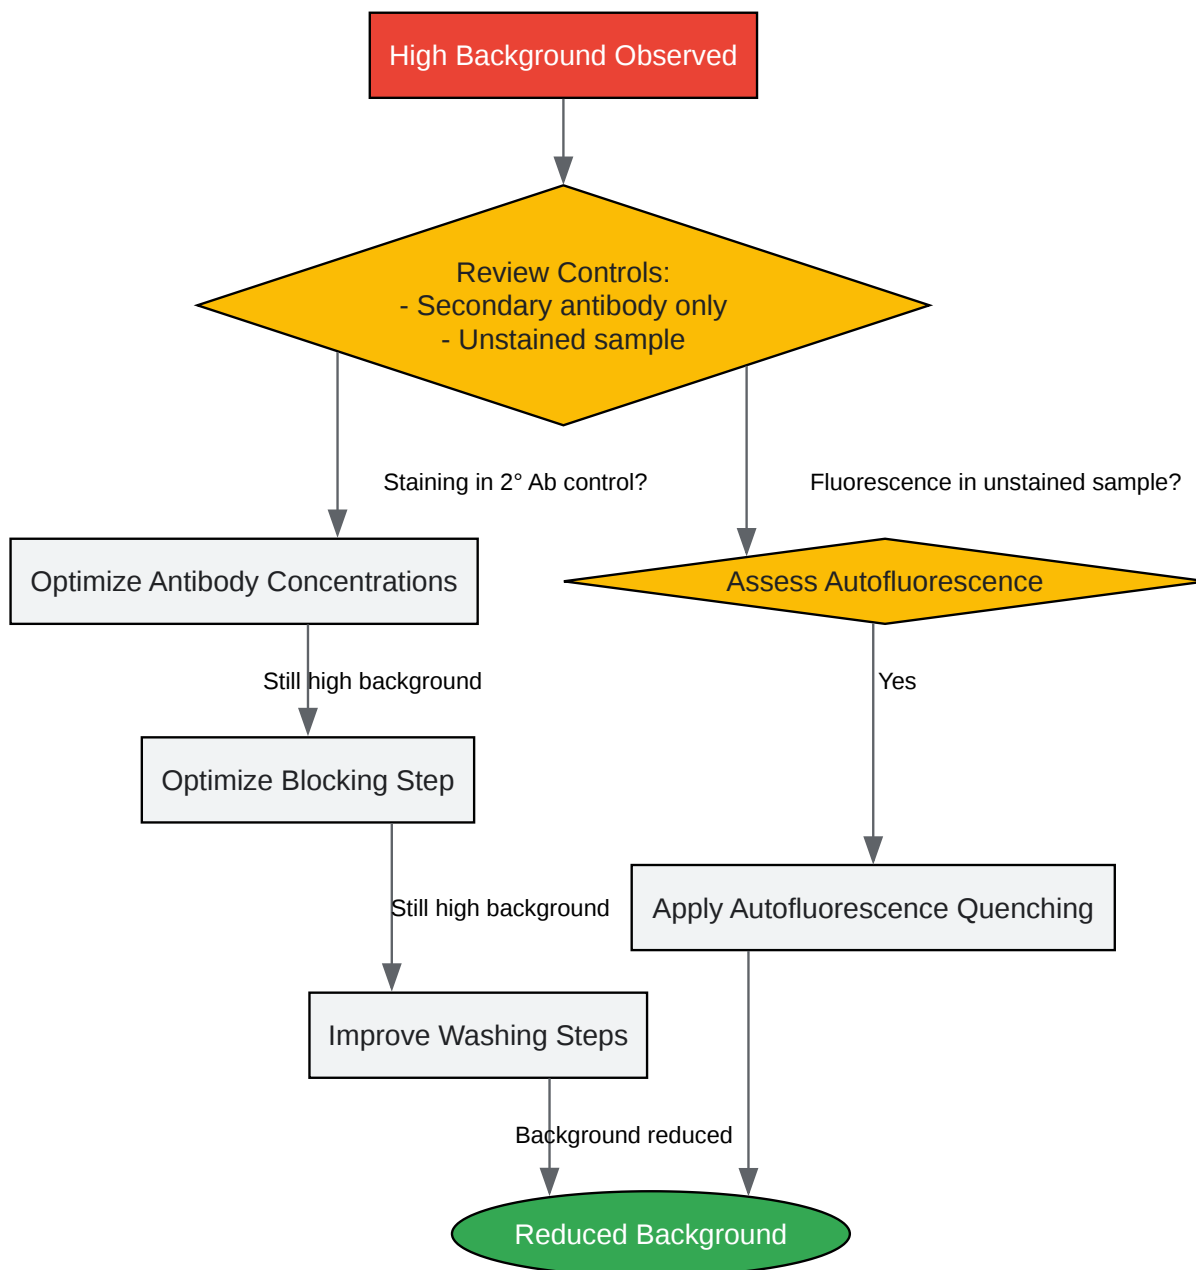 High Background Observed
Review Controls:
- Secondary antibody only
- Unstained sample
Staining in 2° Ab control?
Fluorescence in unstained sample?
Optimize Antibody Concentrations
Assess Autofluorescence
Still high background
Yes
Optimize Blocking Step
Still high background
Apply Autofluorescence Quenching
Improve Washing Steps
Background reduced
Reduced Background